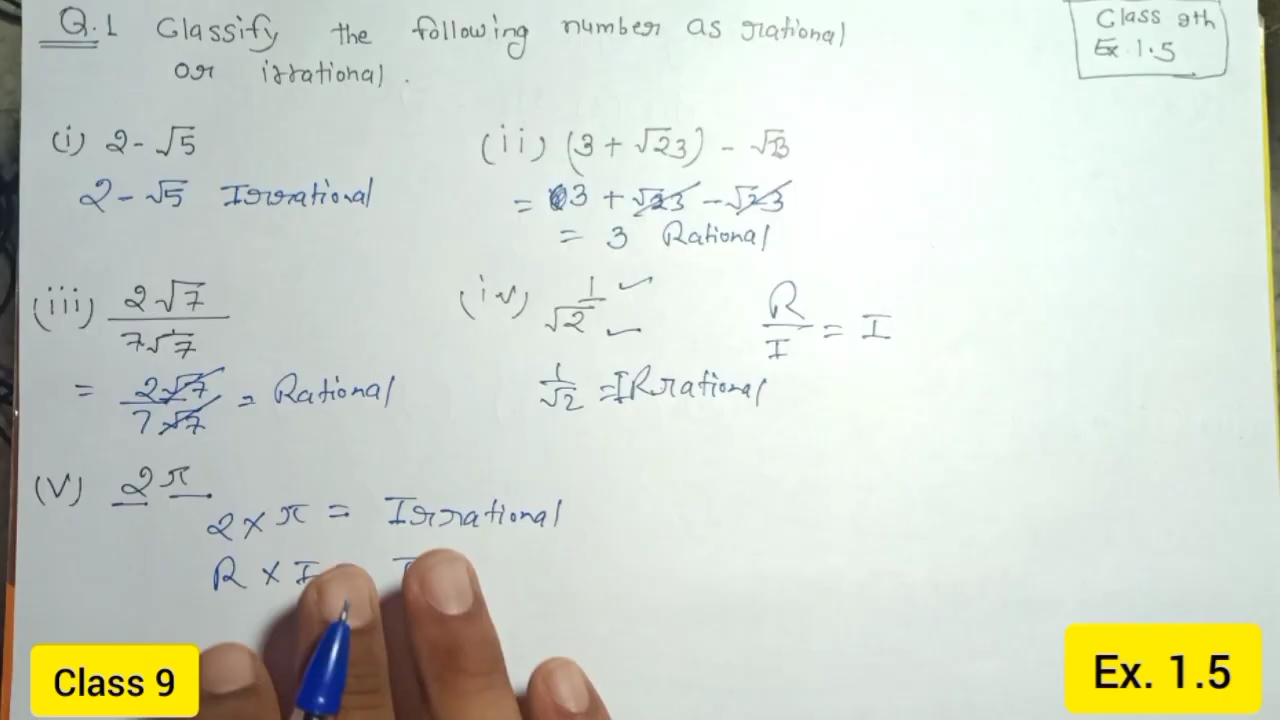 Q.1 Classify the following number as rational
or irrational.
Class 9th
Ex. 1.5
(i) 2 - √5
2 - √5 Irrational
(ii) (3 + √23) - √23
= 3 + √23 - √23
= 3 Rational
(iii) 2√7 / 7√7
= 2√7 / 7√7 = Rational
(iv) 1/√2
R/I = I
1/√2 = IRrational
(V) 2π
2 × π = Irrational
R × I I
Class 9
Ex. 1.5